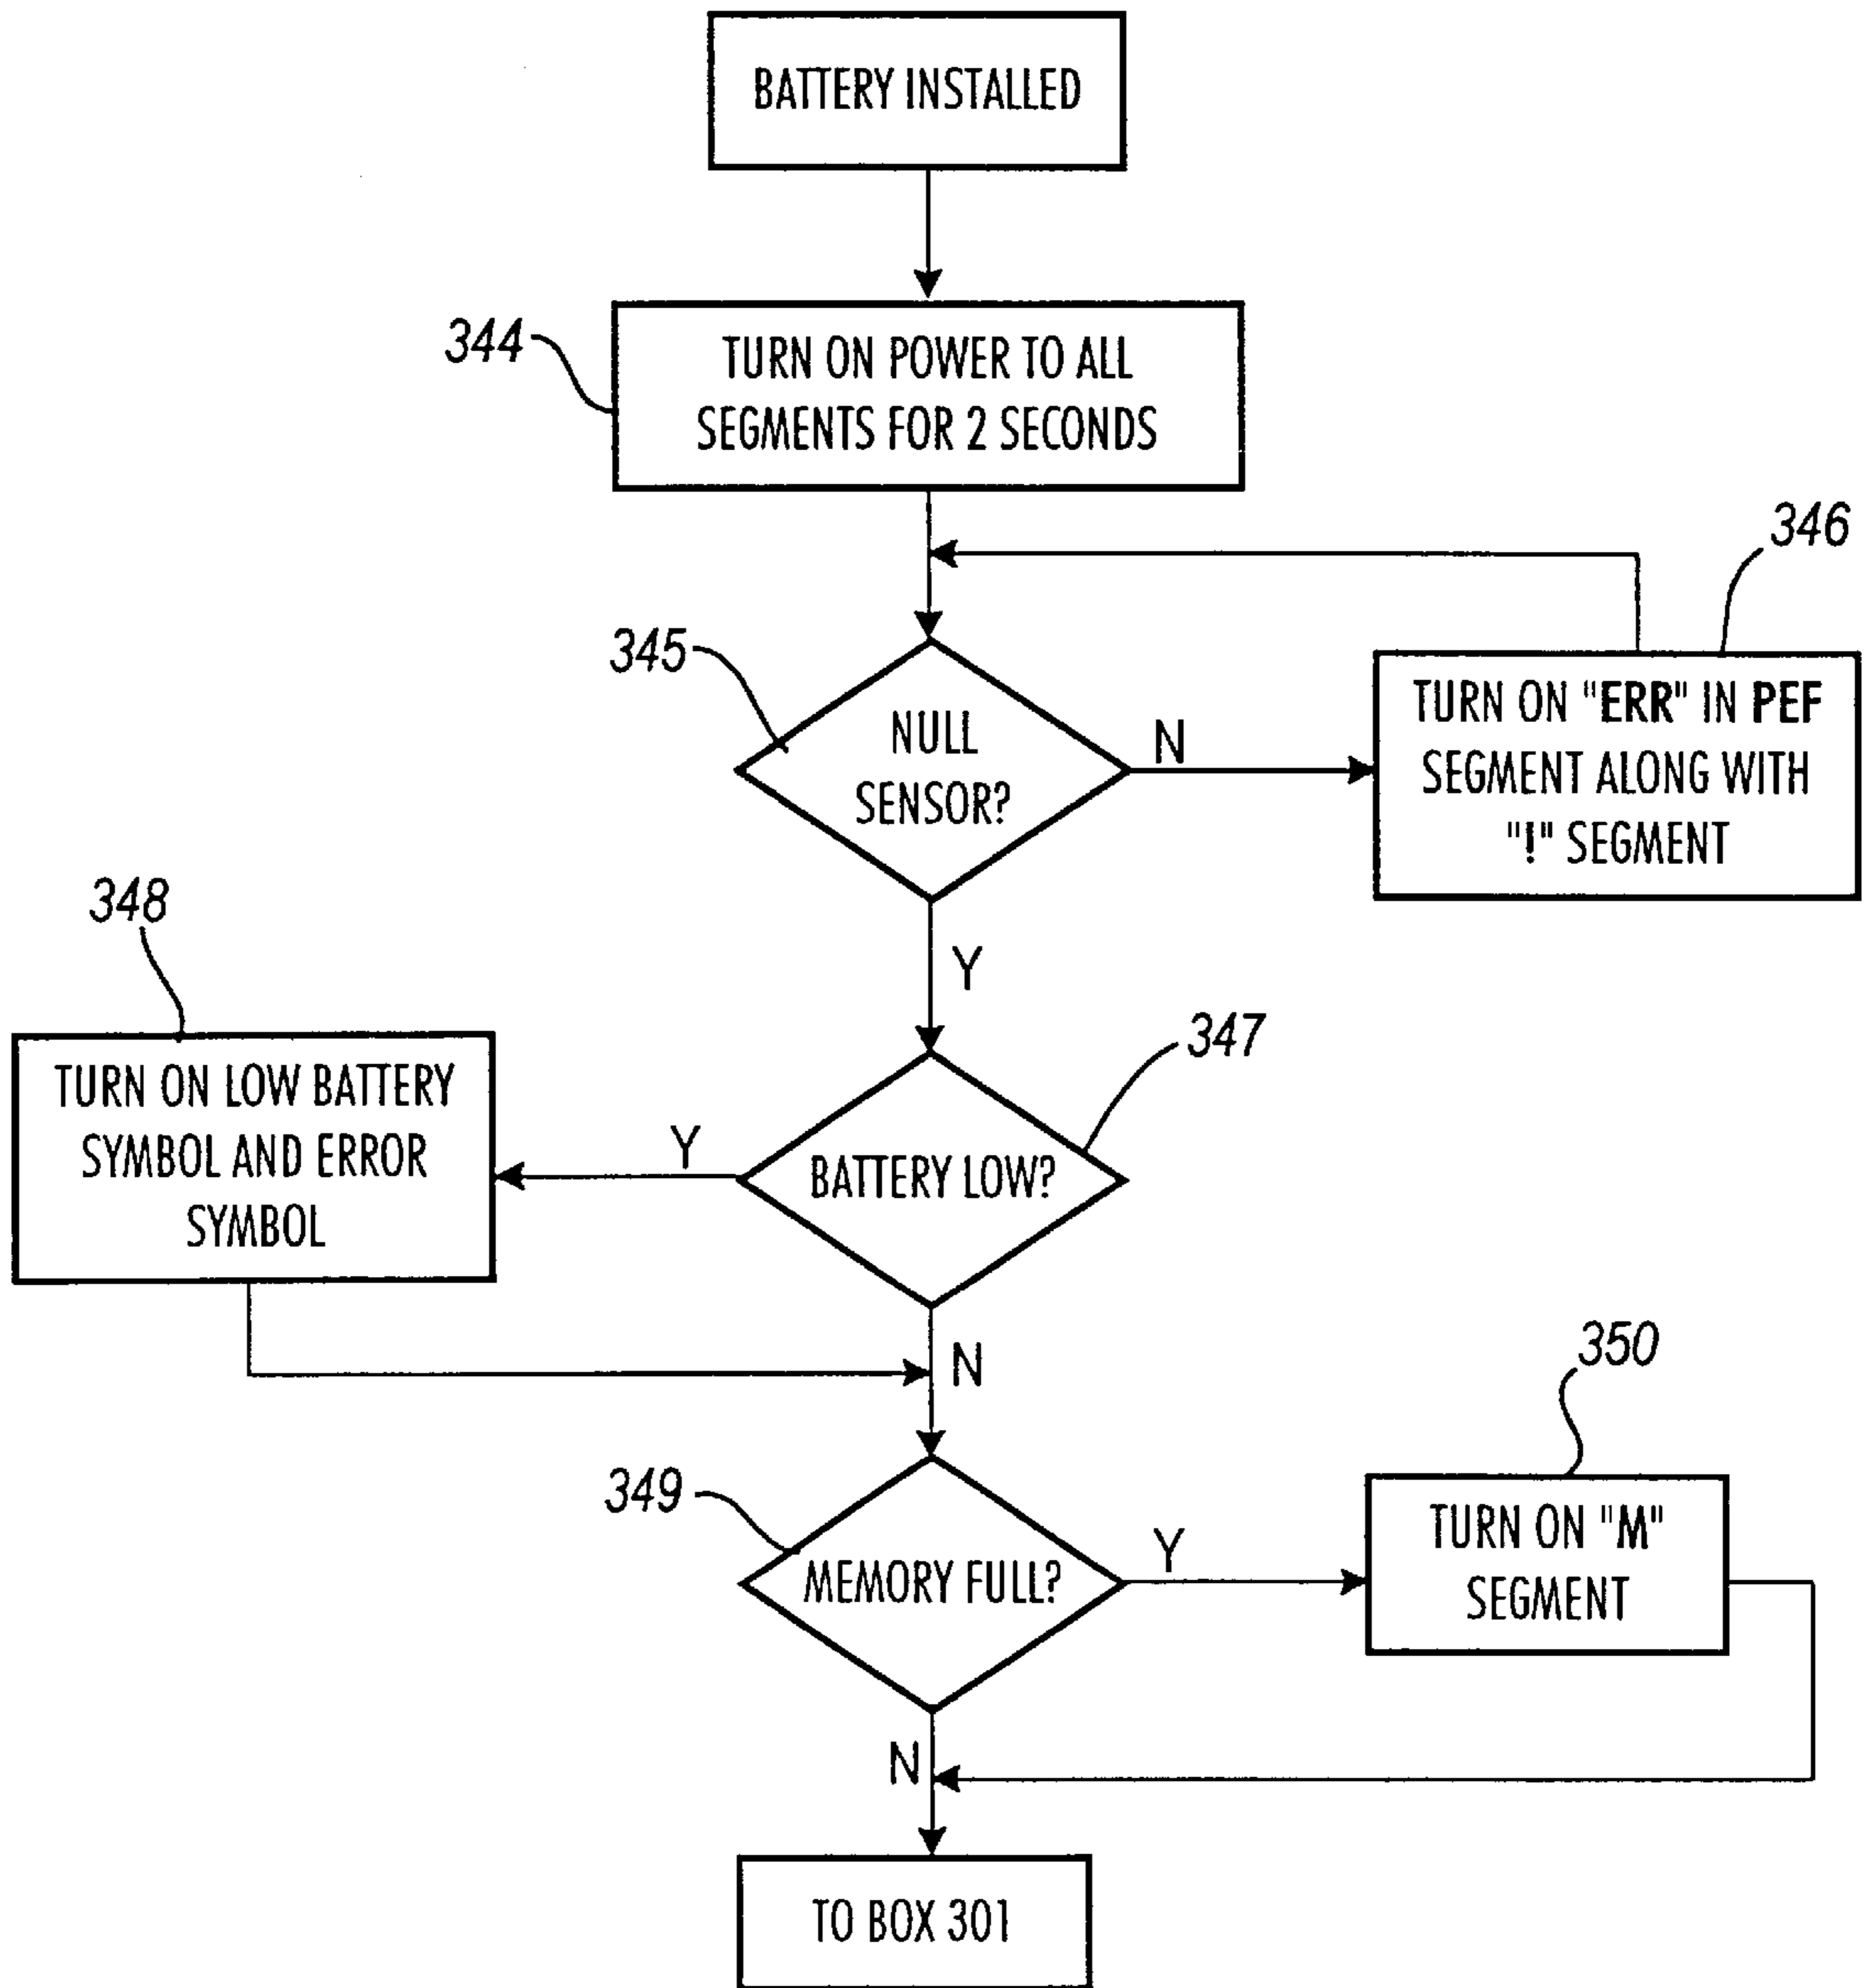 BATTERY INSTALLED
344
TURN ON POWER TO ALL
SEGMENTS FOR 2 SECONDS
346
345
NULL
SENSOR?
N
TURN ON "ERR" IN PEF
SEGMENT ALONG WITH
"!" SEGMENT
Y
348
347
TURN ON LOW BATTERY
SYMBOL AND ERROR
SYMBOL
Y
BATTERY LOW?
N
350
349
MEMORY FULL?
Y
TURN ON "M"
SEGMENT
N
TO BOX 301